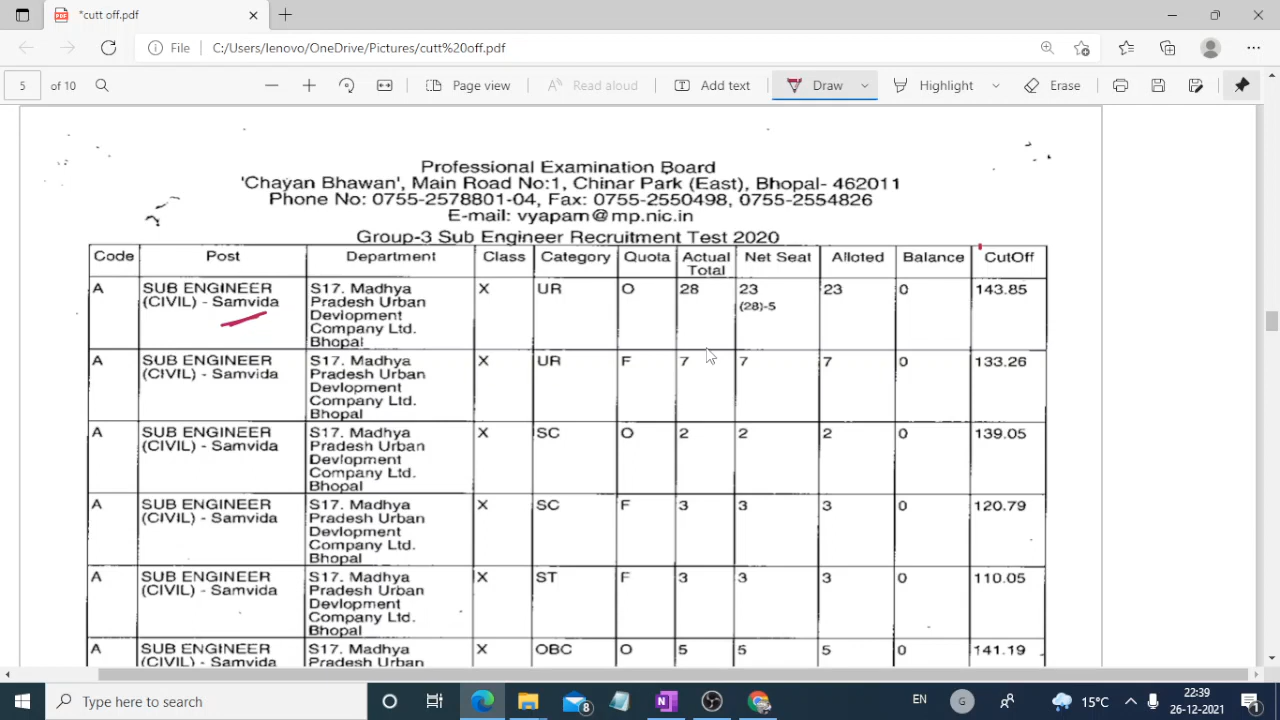 *cutt off.pdf
File
C:/Users/lenovo/OneDrive/Pictures/cutt%20off.pdf
5 of 10
Page view
Read aloud
Add text
Draw
Highlight
Erase
Professional Examination Board
'Chayan Bhawan', Main Road No:1, Chinar Park (East), Bhopal- 462011
Phone No: 0755-2578801-04, Fax: 0755-2550498, 0755-2554826
E-mail: vyapam@mp.nic.in
Group-3 Sub Engineer Recruitment Test 2020
Code Post Department Class Category Quota Actual Total Net Seat Alloted Balance CutOff
A SUB ENGINEER S17. Madhya X UR O 28 23 23 0 143.85
(CIVIL) - Samvida Pradesh Urban (28)-5
Deviopment
Company Ltd.
Bhopal
A SUB ENGINEER S17. Madhya X UR F 7 7 7 0 133.26
(CIVIL) - Samvida Pradesh Urban
Devlopment
Company Ltd.
Bhopal
A SUB ENGINEER S17. Madhya X SC O 2 2 2 0 139.05
(CIVIL) - Samvida Pradesh Urban
Devlopment
Company Ltd.
Bhopal
A SUB ENGINEER S17. Madhya X SC F 3 3 3 0 120.79
(CIVIL) - Samvida Pradesh Urban
Devlopment
Company Ltd.
Bhopal
A SUB ENGINEER S17. Madhya X ST F 3 3 3 0 110.05
(CIVIL) - Samvida Pradesh Urban
Devlopment
Company Ltd.
Bhopal
A SUB ENGINEER S17. Madhya X OBC O 5 5 5 0 141.19
(CIVIL) - Samvida Pradesh Urban
Type here to search
8
EN
G
15°C
22:39
26-12-2021
1